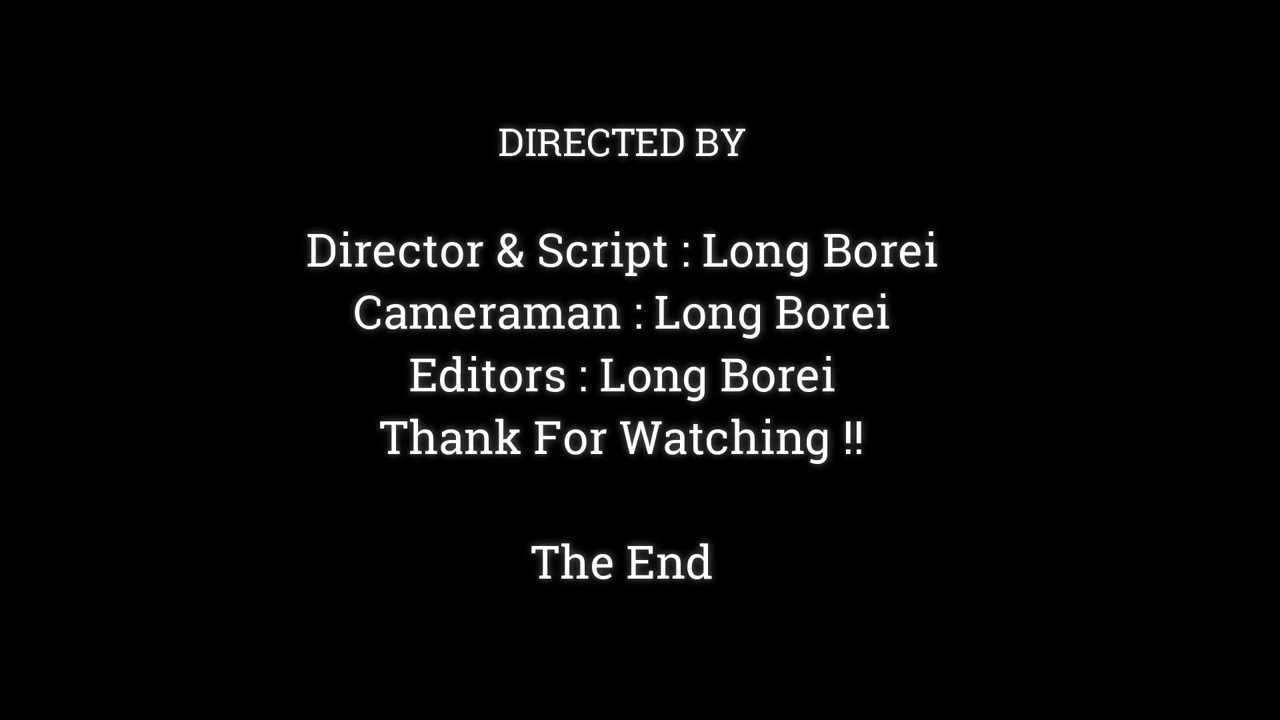 DIRECTED BY
Director & Script : Long Borei
Cameraman : Long Borei
Editors : Long Borei
Thank For Watching !!
The End